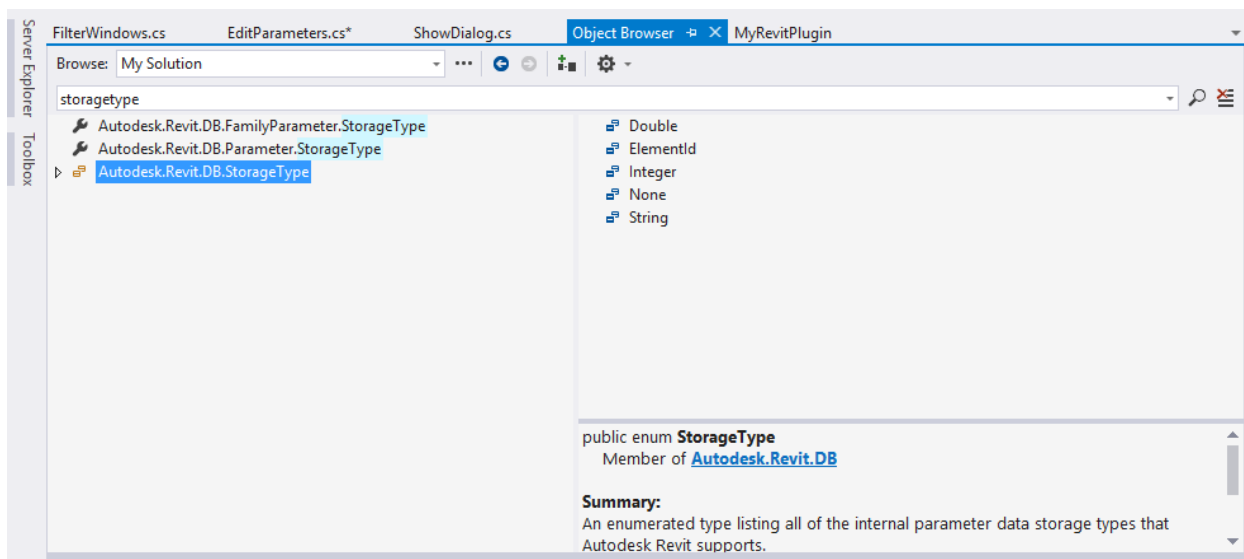 Server Explorer
Toolbox
FilterWindows.cs EditParameters.cs* ShowDialog.cs Object Browser MyRevitPlugin
Browse: My Solution
storagetype
Autodesk.Revit.DB.FamilyParameter.StorageType
Autodesk.Revit.DB.Parameter.StorageType
Autodesk.Revit.DB.StorageType
Double
ElementId
Integer
None
String
public enum StorageType
Member of Autodesk.Revit.DB
Summary:
An enumerated type listing all of the internal parameter data storage types that
Autodesk Revit supports.